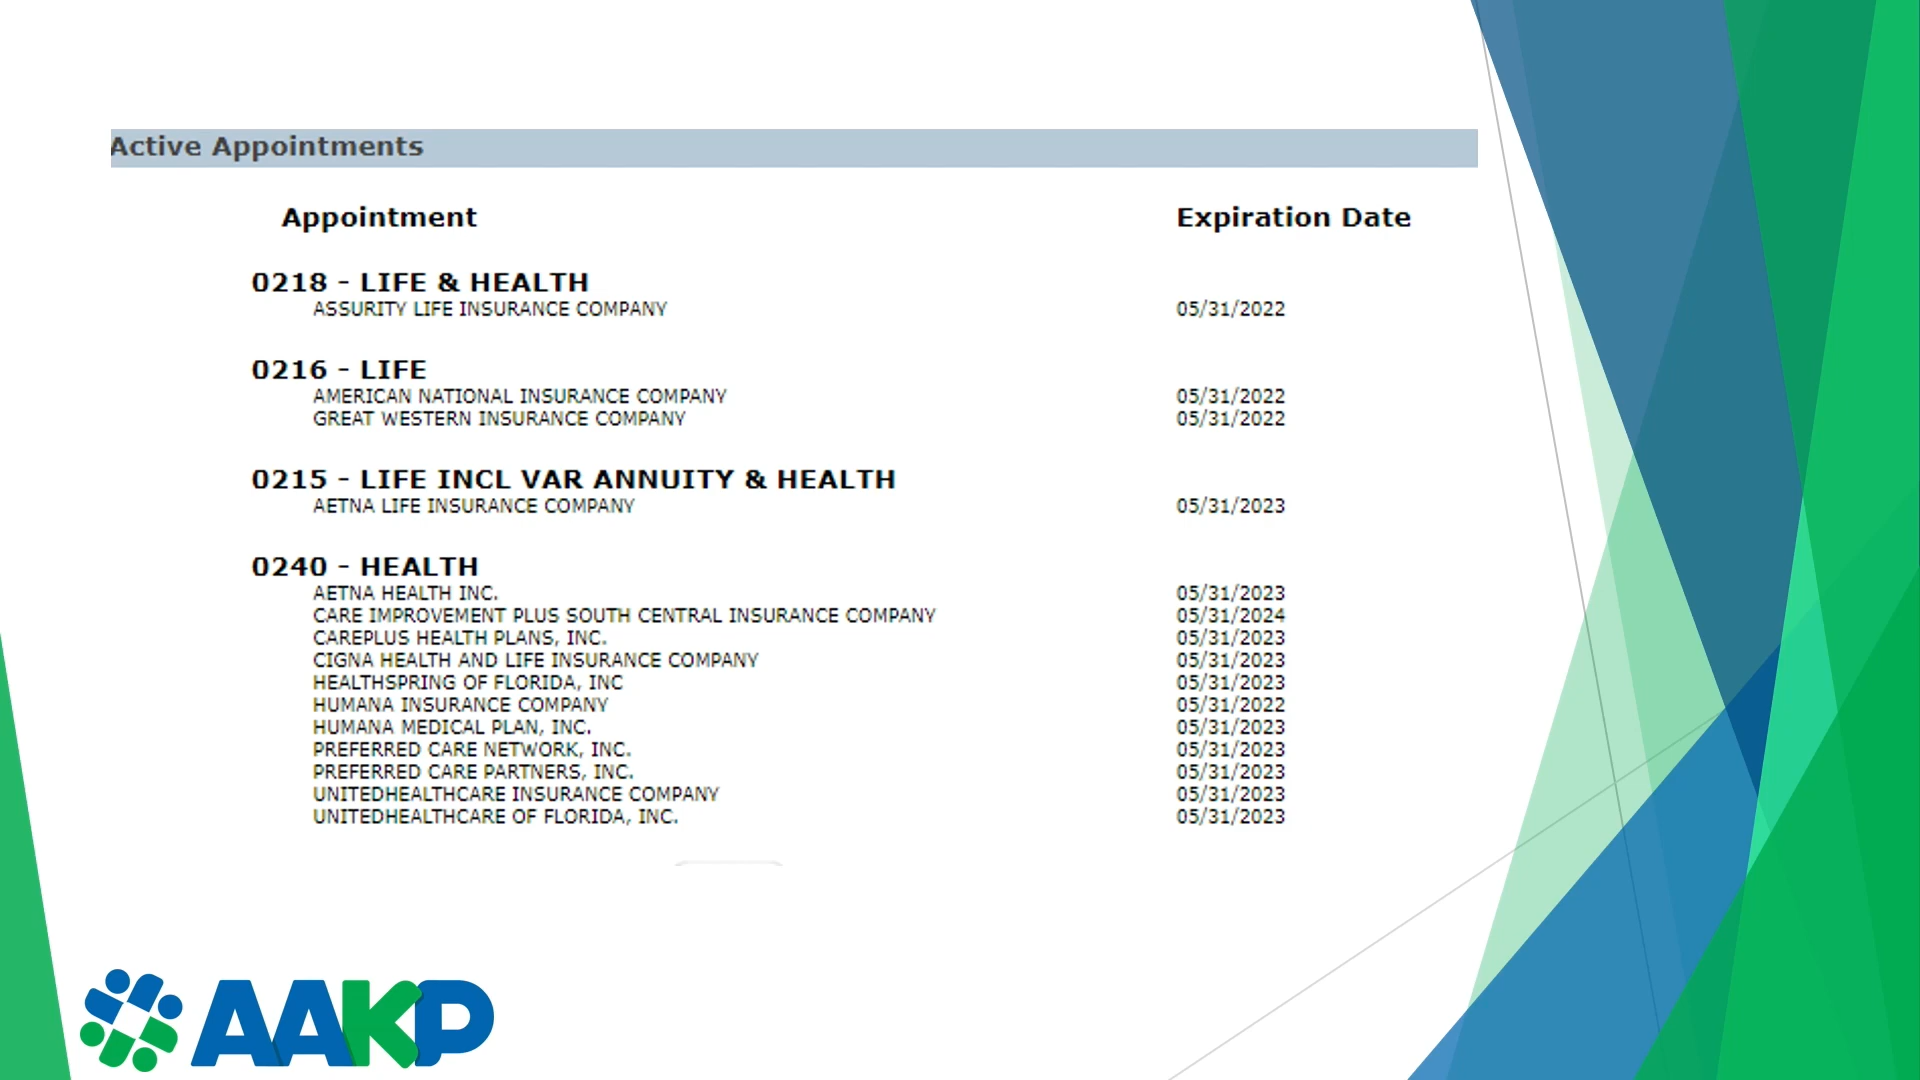 Active Appointments
Appointment Expiration Date
0218 - LIFE & HEALTH
ASSURITY LIFE INSURANCE COMPANY 05/31/2022
0216 - LIFE
AMERICAN NATIONAL INSURANCE COMPANY 05/31/2022
GREAT WESTERN INSURANCE COMPANY 05/31/2022
0215 - LIFE INCL VAR ANNUITY & HEALTH
AETNA LIFE INSURANCE COMPANY 05/31/2023
0240 - HEALTH
AETNA HEALTH INC. 05/31/2023
CARE IMPROVEMENT PLUS SOUTH CENTRAL INSURANCE COMPANY 05/31/2024
CAREPLUS HEALTH PLANS, INC. 05/31/2023
CIGNA HEALTH AND LIFE INSURANCE COMPANY 05/31/2023
HEALTHSPRING OF FLORIDA, INC 05/31/2023
HUMANA INSURANCE COMPANY 05/31/2022
HUMANA MEDICAL PLAN, INC. 05/31/2023
PREFERRED CARE NETWORK, INC. 05/31/2023
PREFERRED CARE PARTNERS, INC. 05/31/2023
UNITEDHEALTHCARE INSURANCE COMPANY 05/31/2023
UNITEDHEALTHCARE OF FLORIDA, INC. 05/31/2023
AAKP